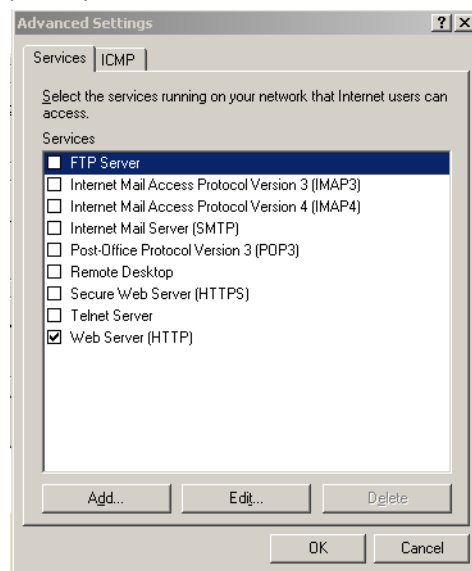 Advanced Settings
Services
ICMP
Select the services running on your network that Internet users can
access.
Services
FTP Server
Internet Mail Access Protocol Version 3 (IMAP3)
Internet Mail Access Protocol Version 4 (IMAP4)
Internet Mail Server (SMTP)
Post-Office Protocol Version 3 (POP3)
Remote Desktop
Secure Web Server (HTTPS)
Telnet Server
Web Server (HTTP)
Add...
Edit...
Delete
OK
Cancel